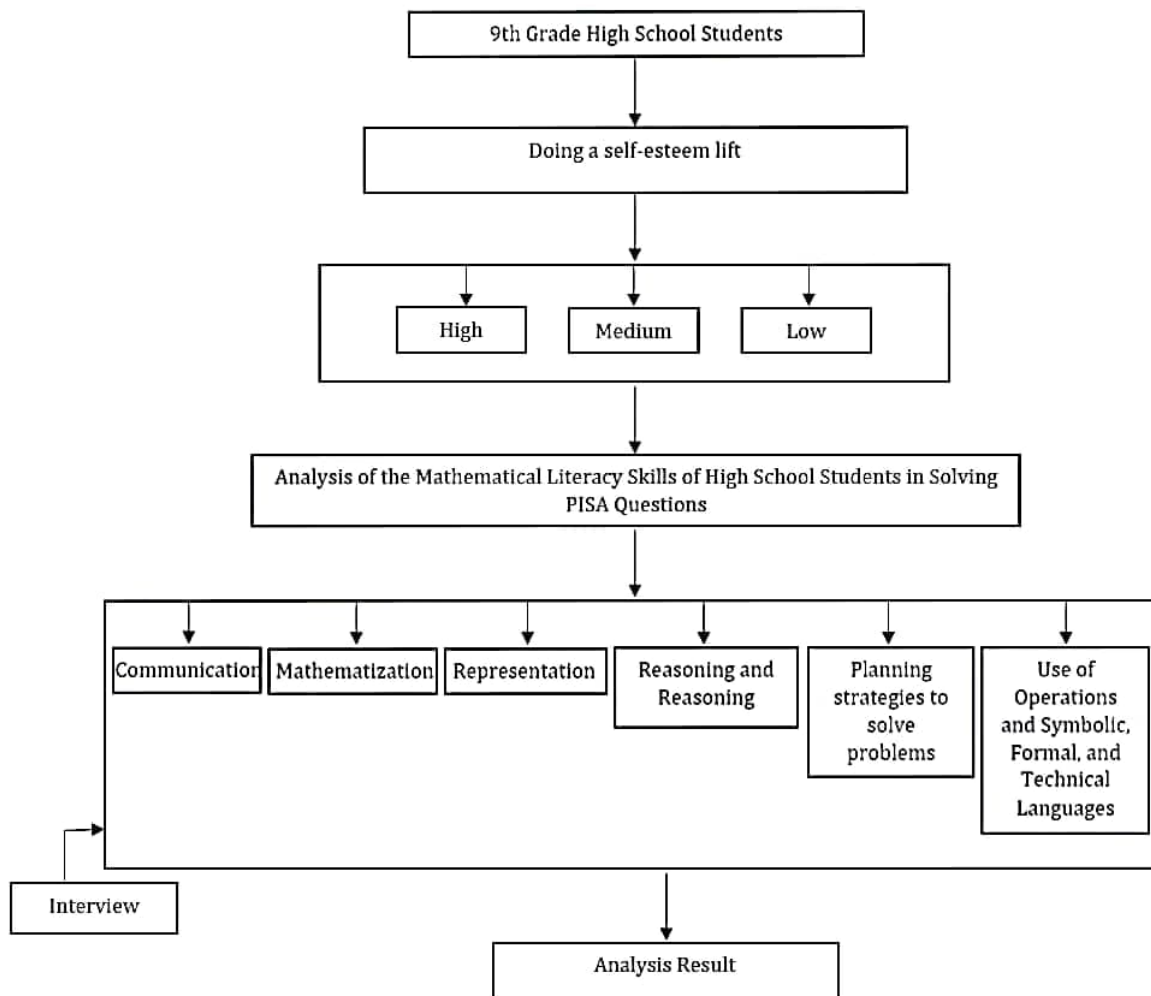 9th Grade High School Students
Doing a self-esteem lift
High
Medium
Low
Analysis of the Mathematical Literacy Skills of High School Students in Solving
PISA Questions
Communication
Mathematization
Representation
Reasoning and
Reasoning
Planning
strategies to
solve
problems
Use of
Operations
and Symbolic,
Formal, and
Technical
Languages
Interview
Analysis Result